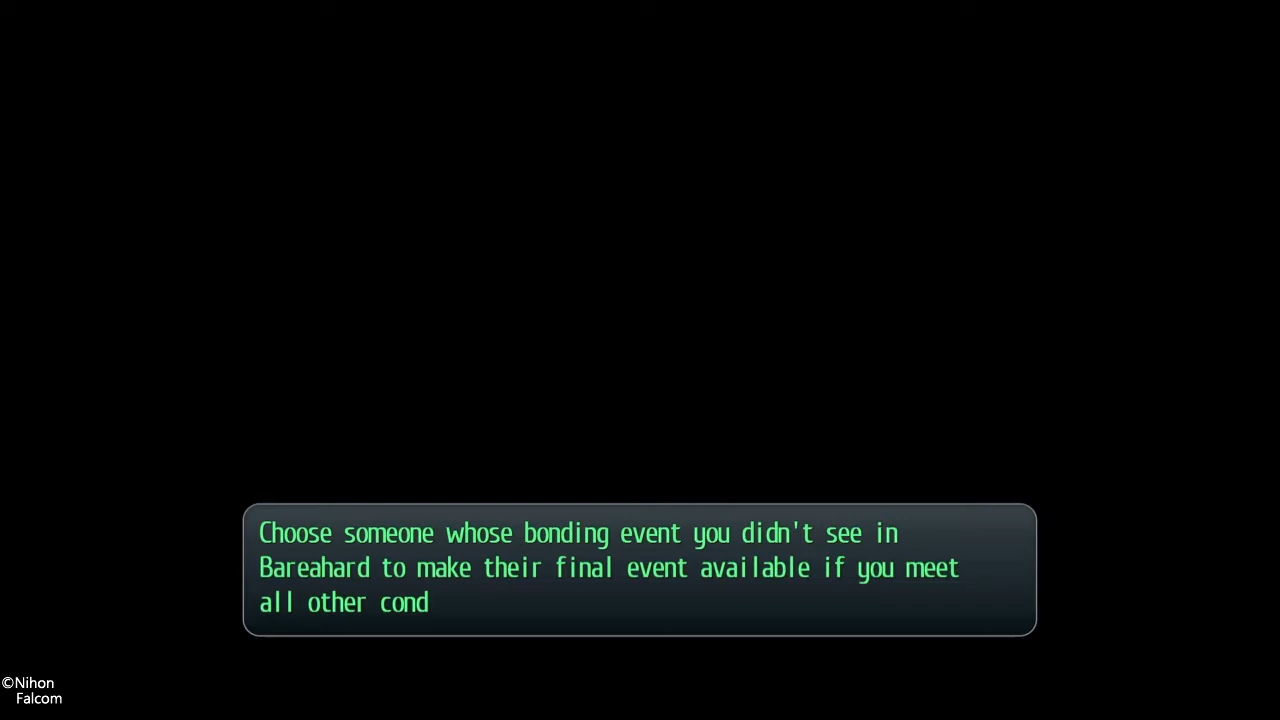 Choose someone whose bonding event you didn't see in
Bareahard to make their final event available if you meet
all other cond
©Nihon
Falcom